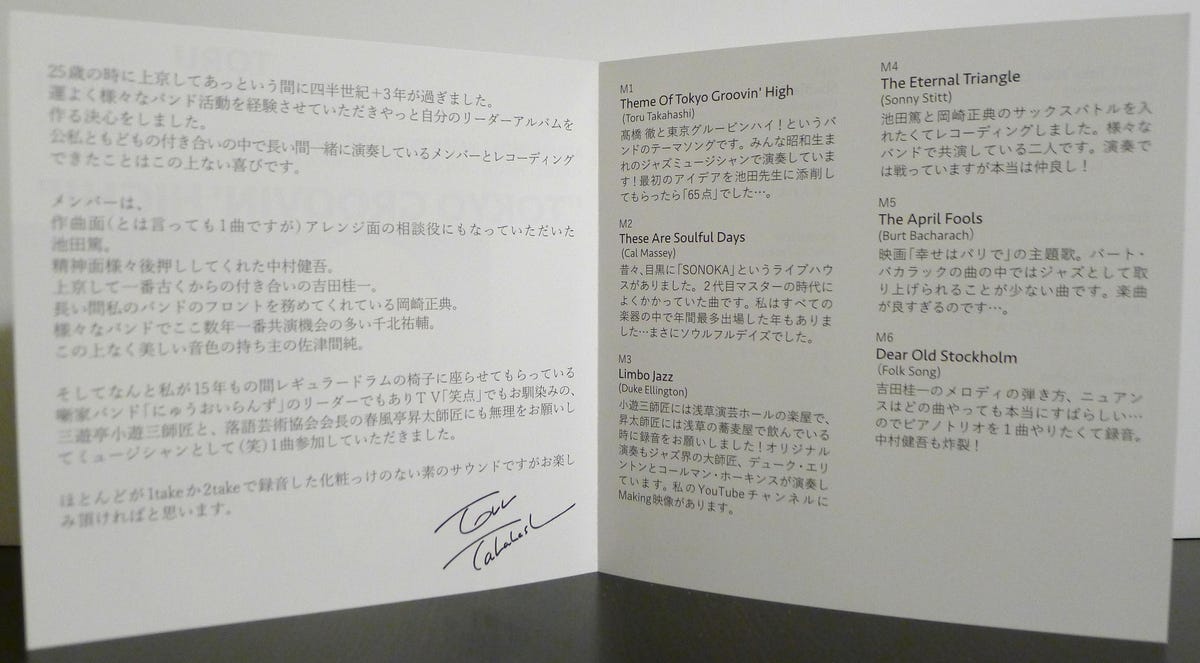 25歳の時に上京してあっという間に四半世紀+3年が過ぎました。
運よく様々なバンド活動を経験させていただきやっと自分のリーダーアルバムを
作る決心をしました。
公私ともどもの付き合いの中で長い間一緒に演奏しているメンバーとレコーディング
できたことはこの上ない喜びです。
メンバーは、
作曲面(とは言っても1曲ですが)アレンジ面の相談役にもなっていただいた
池田篤。
精神面様々後押ししてくれた中村健吾。
上京して一番古くからの付き合いの吉田桂一。
長い間私のバンドのフロントを務めてくれている岡崎正典。
様々なバンドでここ数年一番共演機会の多い千北祐輔。
この上なく美しい音色の持ち主の佐津間純。
そしてなんと私が15年もの間レギュラードラムの椅子に座らせてもらっている
噺家バンド「にゅうおいらんず」のリーダーでもありTV「笑点」でもお馴染みの、
三遊亭小遊三師匠と、落語芸術協会会長の春風亭昇太師匠にも無理をお願いし
てミュージシャンとして(笑)1曲参加していただきました。
ほとんどが1takeか2takeで録音した化粧っけのない素のサウンドですがお楽し
み頂ければと思います。
Toru
Takahashi
M1
Theme Of Tokyo Groovin' High
(Toru Takahashi)
髙橋 徹と東京グルービンハイ！というバ
ンドのテーマソングです。みんな昭和生ま
れのジャズミュージシャンで演奏していま
す！最初のアイデアを池田先生に添削し
てもらったら「65点」でした…。
M2
These Are Soulful Days
(Cal Massey)
昔々、目黒に「SONOKA」というライブハウ
スがありました。2代目マスターの時代に
よくかかっていた曲です。私はすべての
楽器の中で年間最多出場した年もありま
した…まさにソウルフルデイズでした。
M3
Limbo Jazz
(Duke Ellington)
小遊三師匠には浅草演芸ホールの楽屋で、
昇太師匠には浅草の蕎麦屋で飲んでいる
時に録音をお願いしました！オリジナル
演奏もジャズ界の大師匠、デューク・エリ
ントンとコールマン・ホーキンスが演奏し
ています。私のYouTubeチャンネルに
Making映像があります。
M4
The Eternal Triangle
(Sonny Stitt)
池田篤と岡崎正典のサックスバトルを入
れたくてレコーディングしました。様々な
バンドで共演している二人です。演奏で
は戦っていますが本当は仲良し！
M5
The April Fools
(Burt Bacharach)
映画「幸せはパリで」の主題歌。バート・
バカラックの曲の中ではジャズとして取
り上げられることが少ない曲です。楽曲
が良すぎるのです…。
M6
Dear Old Stockholm
(Folk Song)
吉田桂一のメロディの弾き方、ニュアン
スはどの曲やっても本当にすばらしい…
のでピアノトリオを1曲やりたくて録音。
中村健吾も炸裂！